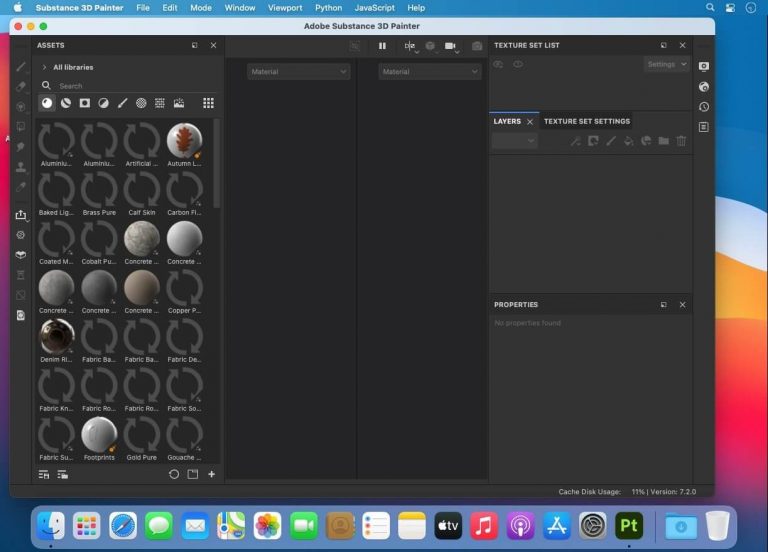 Substance 3D Painter File Edit Mode Window Viewport Python JavaScript Help
Adobe Substance 3D Painter
ASSETS
All libraries
Search
Aluminiu... Aluminiu... Artificial ... Autumn L...
Baked Lig... Brass Pure Calf Skin Carbon Fi...
Coated M... Cobalt Pu... Concrete ... Concrete ...
Concrete ... Concrete ... Concrete ... Copper P...
Denim Ri... Fabric Ba... Fabric Ba... Fabric De...
Fabric Kn... Fabric Ro... Fabric Ro... Fabric So...
Fabric Su... Footprints Gold Pure Gouache ...
Material
Material
TEXTURE SET LIST
Settings
LAYERS
TEXTURE SET SETTINGS
PROPERTIES
No properties found
Cache Disk Usage: 11% | Version: 7.2.0
tv
Pt